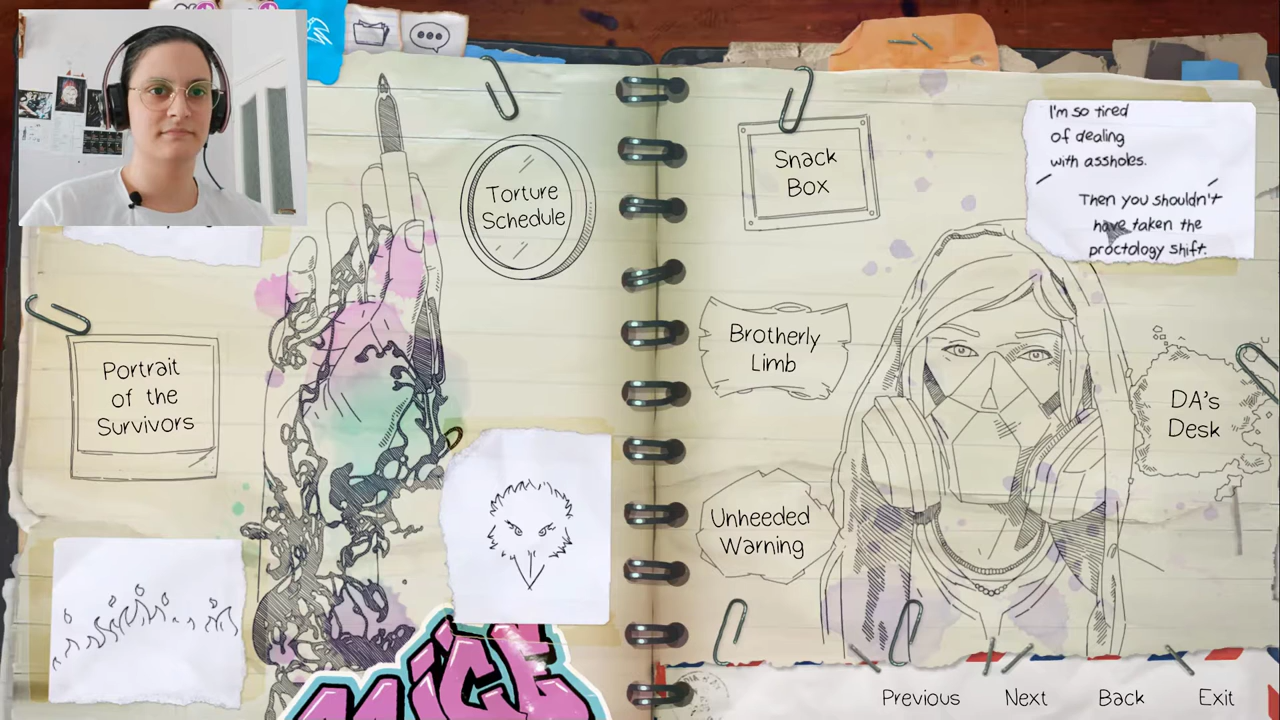 Torture
Schedule
Portrait
of the
Survivors
NICE
Snack
Box
I'm so tired
of dealing
with assholes.
Then you shouldn't
have taken the
proctology shift.
Brotherly
Limb
DA's
Desk
Unheeded
Warning
Previous
Next
Back
Exit